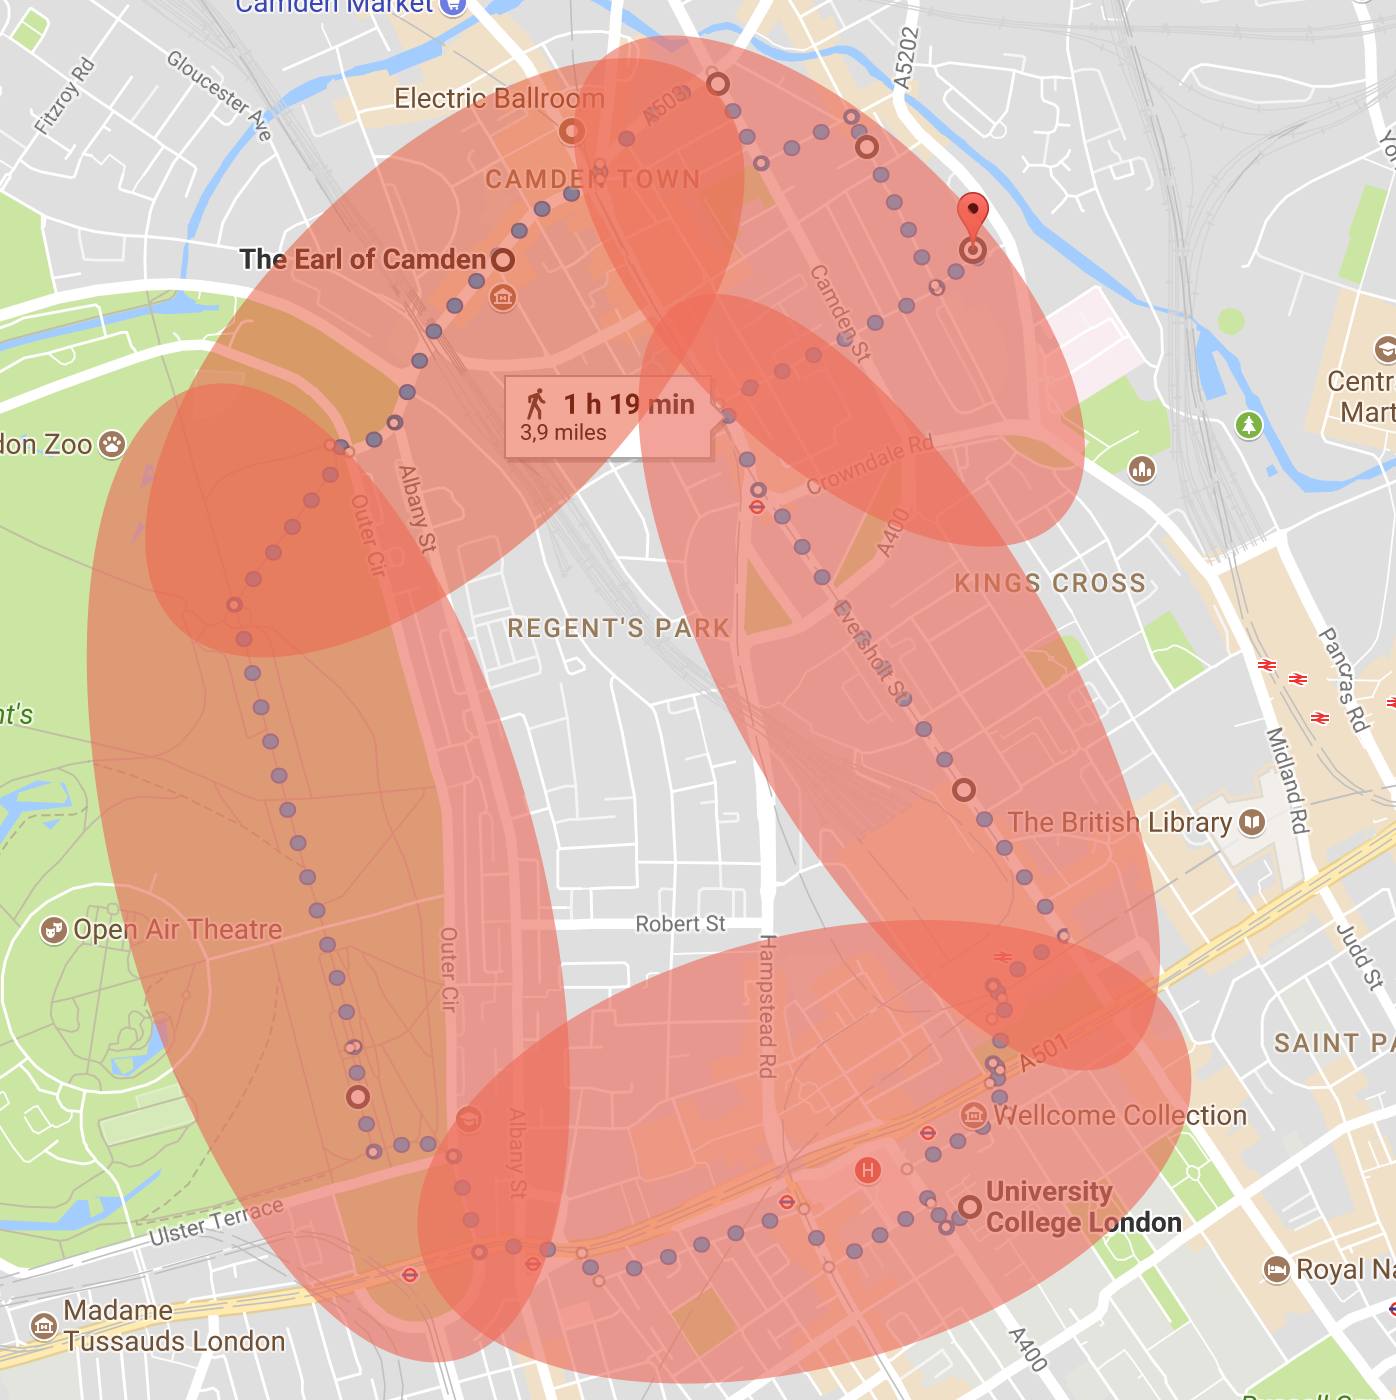 Camden Market
A5202
Fitzroy Rd
Gloucester Ave
Electric Ballroom
A503
CAMDEN TOWN
The Earl of Camden
Camden St
1 h 19 min
3,9 miles
Centr
Mart
don Zoo
Outer Cir
Albany St
Crowndale Rd
A400
KINGS CROSS
REGENT'S PARK
Eversholt St
Pancras Rd
nt's
Midland Rd
The British Library
Open Air Theatre
Robert St
Outer Cir
Hampstead Rd
Judd St
SAINT PA
A501
Wellcome Collection
H
Albany St
University
College London
Ulster Terrace
Royal Na
Madame
Tussauds London
A400